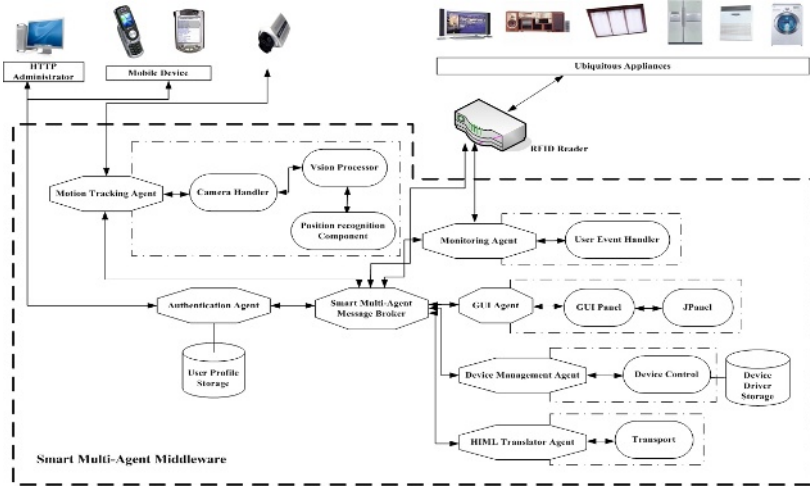 HTTP
Administrator
Mobile Device
Ubiquitous Appliances
RFID Reader
Motion Tracking Agent
Camera Handler
Vsion Processor
Position recognition
Component
Monitoring Agent
User Event Handler
Authentication Agent
Smart Multi-Agent
Message Broker
GUI Agent
GUI Panel
JPanel
User Profile
Storage
Device Management Agent
Device Control
Device
Driver
Storage
HIML Translator Agent
Transport
Smart Multi-Agent Middleware